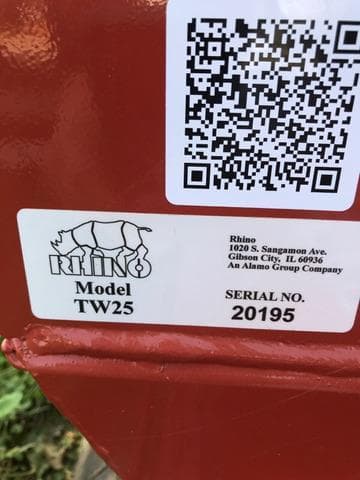 RHINO
Model
TW25
Rhino
1020 S. Sangamon Ave.
Gibson City, IL 60936
An Alamo Group Company
SERIAL NO.
20195